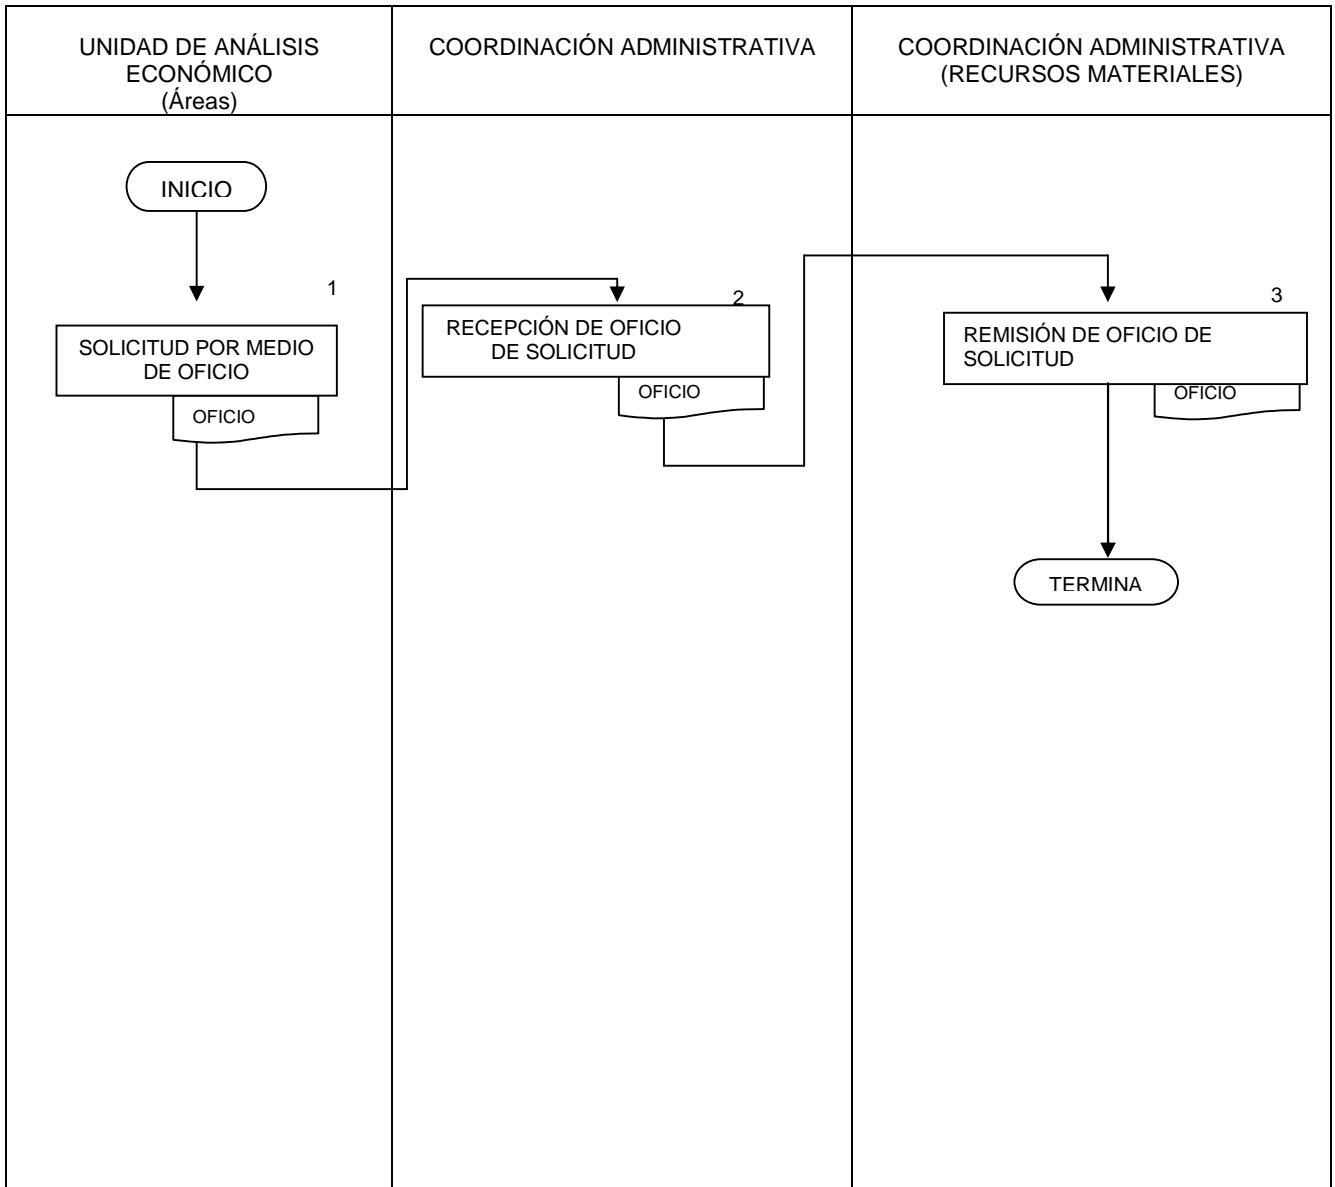 UNIDAD DE ANÁLISIS
ECONÓMICO
(Áreas)
COORDINACIÓN ADMINISTRATIVA
COORDINACIÓN ADMINISTRATIVA
(RECURSOS MATERIALES)
INICIO
1
SOLICITUD POR MEDIO
DE OFICIO
OFICIO
2
RECEPCIÓN DE OFICIO
DE SOLICITUD
OFICIO
3
REMISIÓN DE OFICIO DE
SOLICITUD
OFICIO
TERMINA